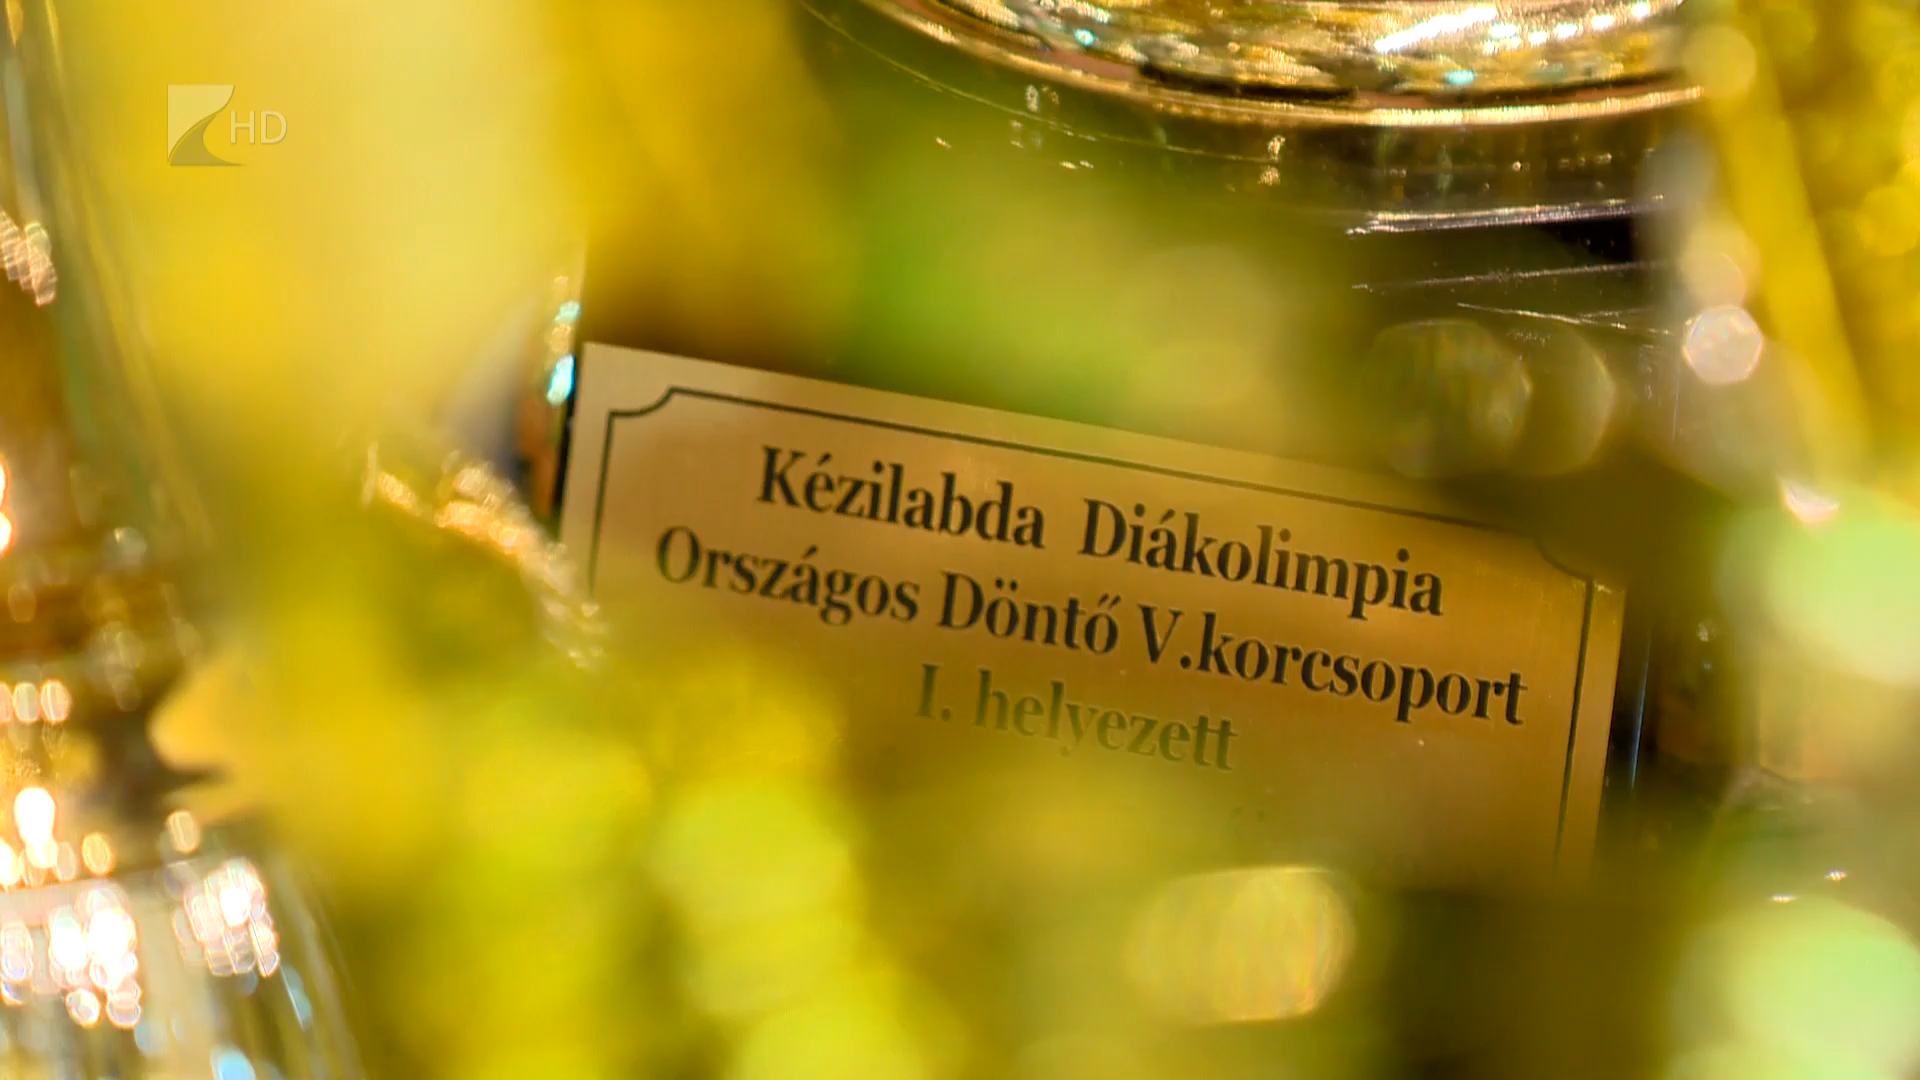 HD
Kézilabda Diákolimpia
Országos Döntő V.korcsoport
I. helyezett